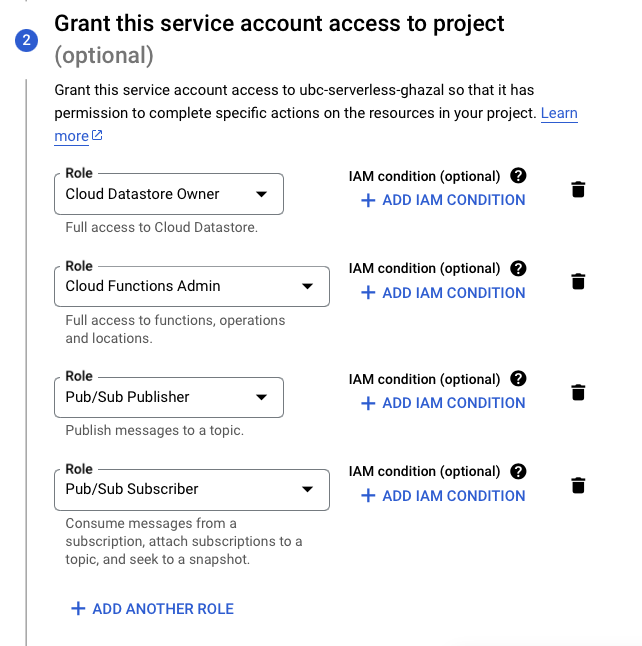 2
Grant this service account access to project
(optional)
Grant this service account access to ubc-serverless-ghazal so that it has
permission to complete specific actions on the resources in your project. Learn
more
Role
Cloud Datastore Owner
IAM condition (optional) ?
+ ADD IAM CONDITION
Full access to Cloud Datastore.
Role
Cloud Functions Admin
IAM condition (optional) ?
+ ADD IAM CONDITION
Full access to functions, operations
and locations.
Role
Pub/Sub Publisher
IAM condition (optional) ?
+ ADD IAM CONDITION
Publish messages to a topic.
Role
Pub/Sub Subscriber
IAM condition (optional) ?
+ ADD IAM CONDITION
Consume messages from a
subscription, attach subscriptions to a
topic, and seek to a snapshot.
+ ADD ANOTHER ROLE